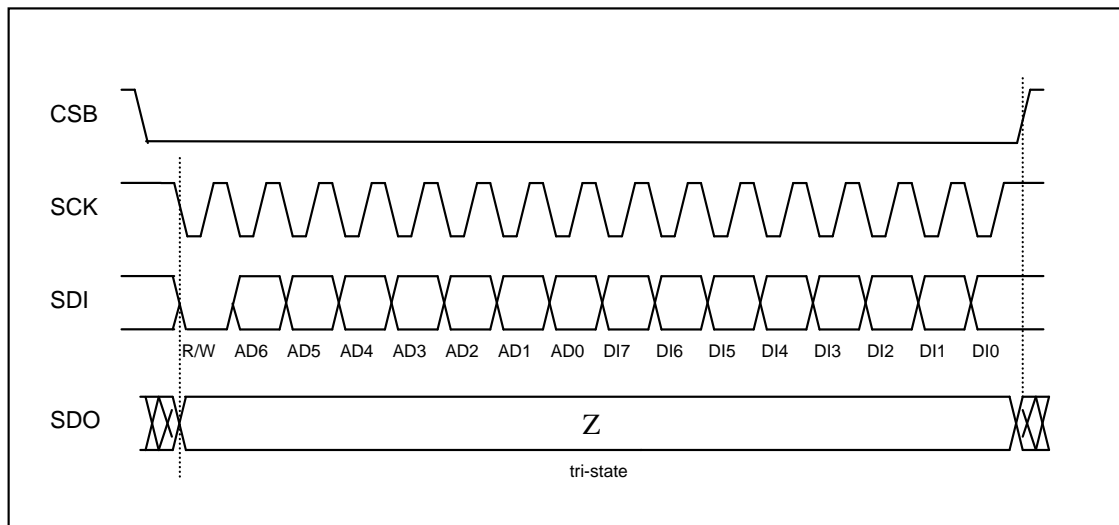 CSB
SCK
SDI
R/W AD6 AD5 AD4 AD3 AD2 AD1 AD0 DI7 DI6 DI5 DI4 DI3 DI2 DI1 DI0
SDO
Z
tri-state